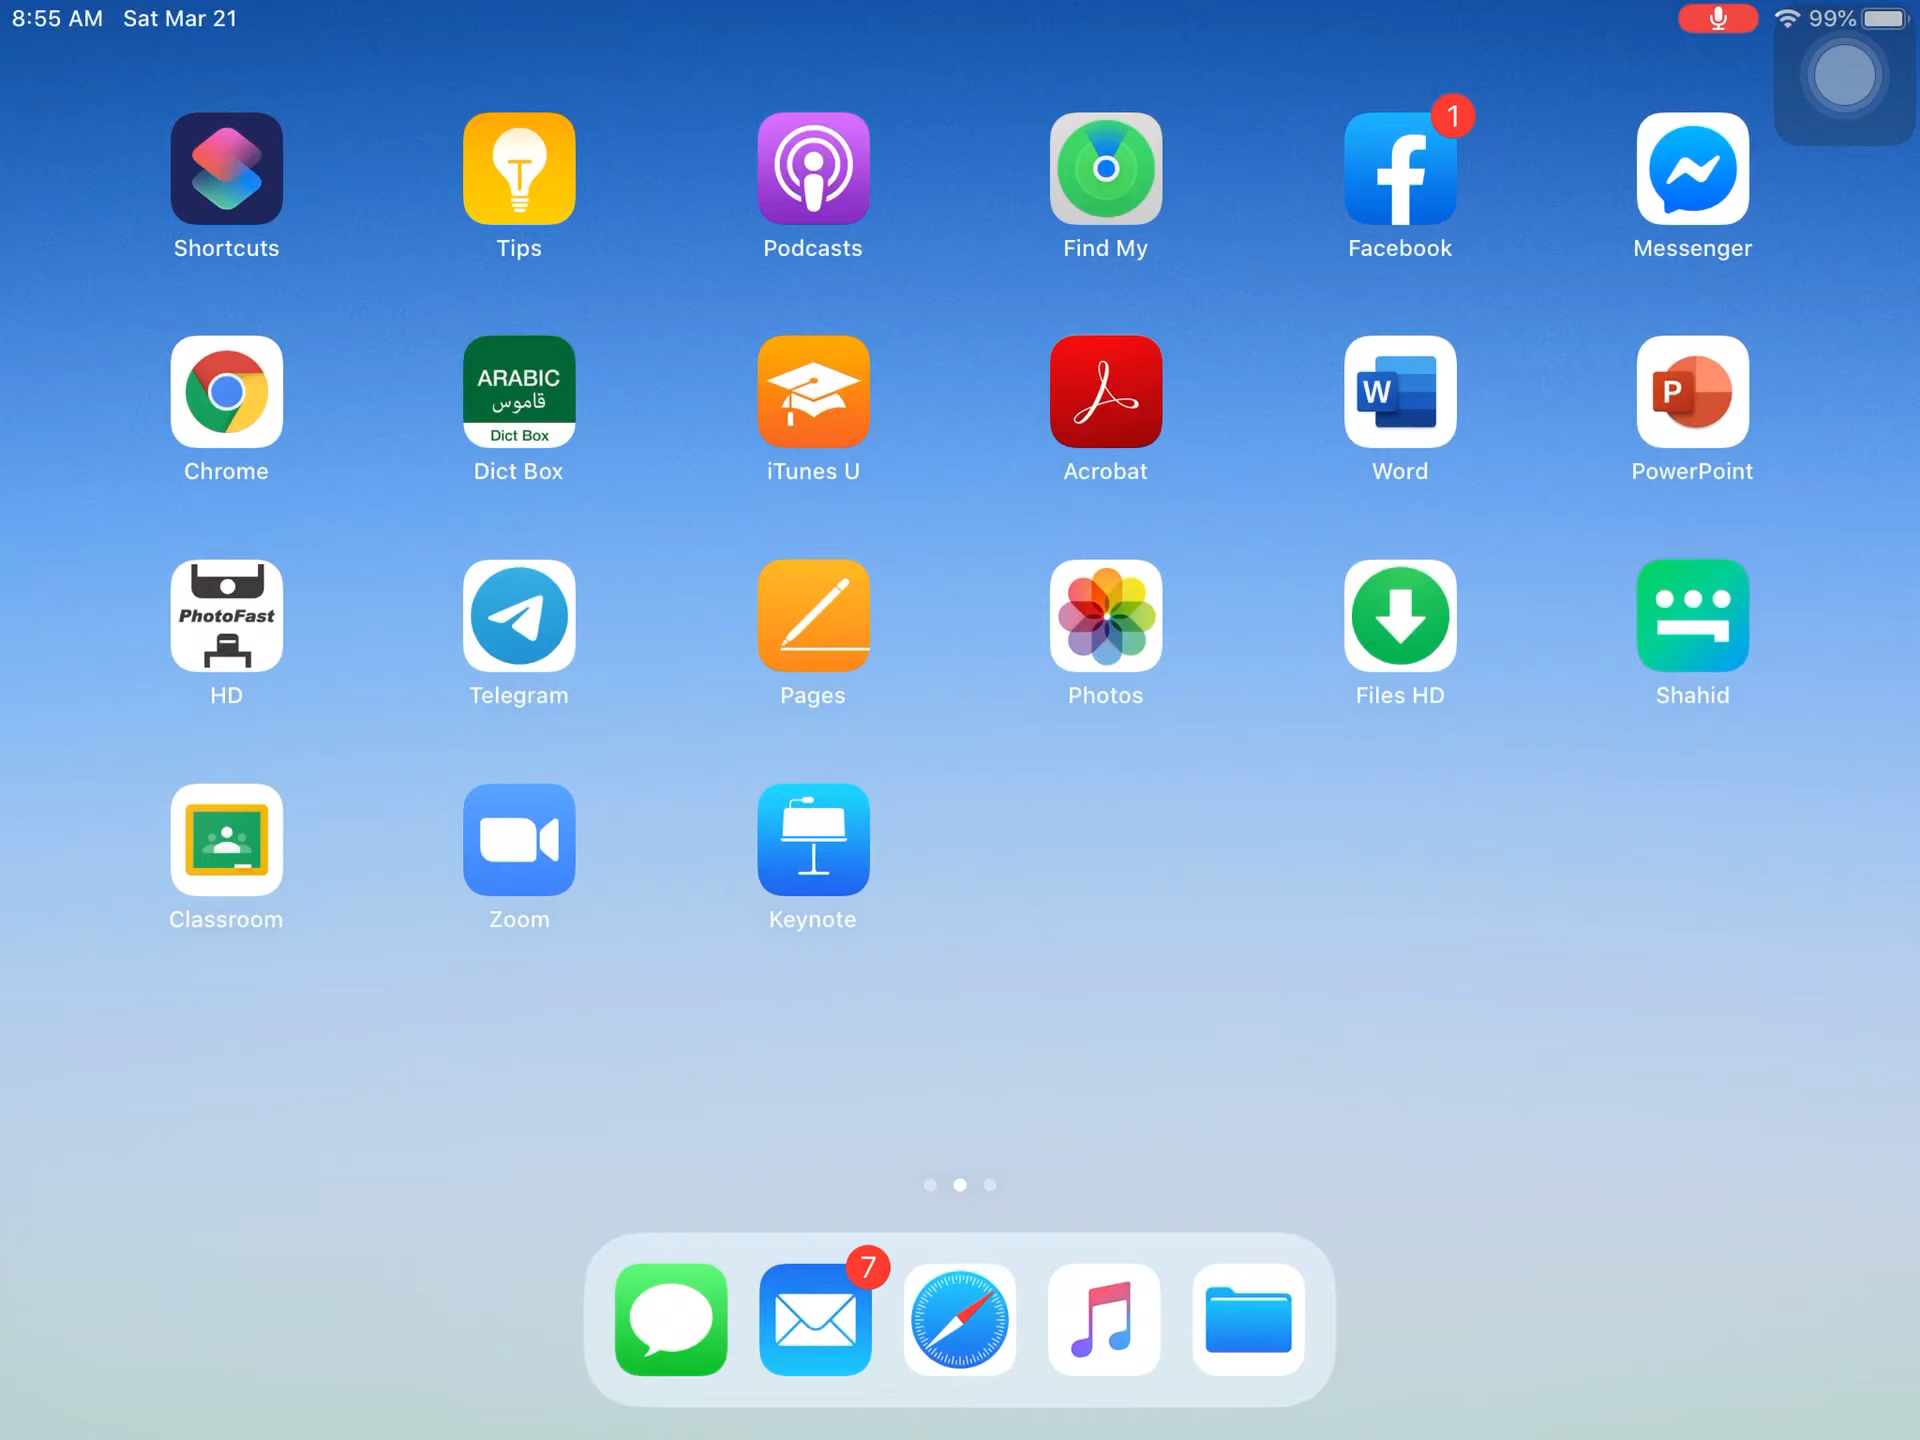 8:55 AM Sat Mar 21
99%
1
Shortcuts
Tips
Podcasts
Find My
Facebook
Messenger
ARABIC
قاموس
Dict Box
W
P
Chrome
Dict Box
iTunes U
Acrobat
Word
PowerPoint
PhotoFast
HD
Telegram
Pages
Photos
Files HD
Shahid
Classroom
Zoom
Keynote
7